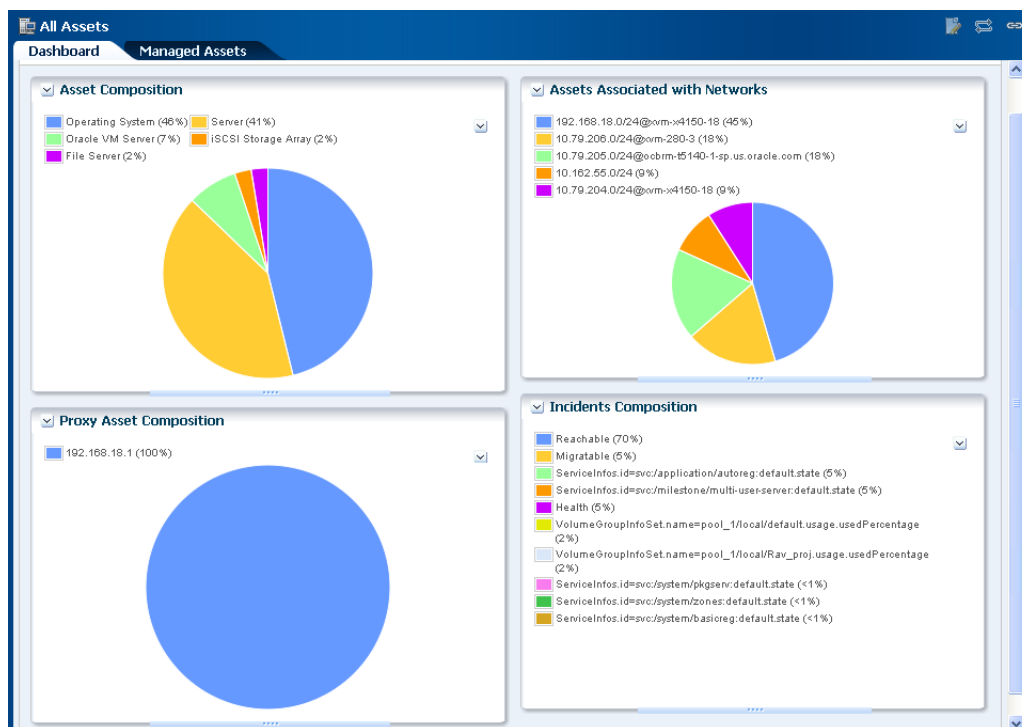 All Assets
Dashboard Managed Assets
Asset Composition
Operating System (46%) Server (41%)
Oracle VM Server (7%) iSCSI Storage Array (2%)
File Server (2%)
Assets Associated with Networks
192.168.18.0/24@xvm-x4150-18 (45%)
10.79.206.0/24@xvm-280-3 (18%)
10.79.205.0/24@ocbrm-t5140-1-sp.us.oracle.com (18%)
10.162.55.0/24 (9%)
10.79.204.0/24@xvm-x4150-18 (9%)
Proxy Asset Composition
192.168.18.1 (100%)
Incidents Composition
Reachable (70%)
Migratable (5%)
ServiceInfos.id=svc:/application/autoreg:default.state (5%)
ServiceInfos.id=svc:/milestone/multi-user-server:default.state (5%)
Health (5%)
VolumeGroupInfoSet.name=pool_1/local/default.usage.usedPercentage
(2%)
VolumeGroupInfoSet.name=pool_1/local/Rav_proj.usage.usedPercentage
(2%)
ServiceInfos.id=svc:/system/pkgserv:default.state (<1%)
ServiceInfos.id=svc:/system/zones:default.state (<1%)
ServiceInfos.id=svc:/system/basicreg:default.state (<1%)